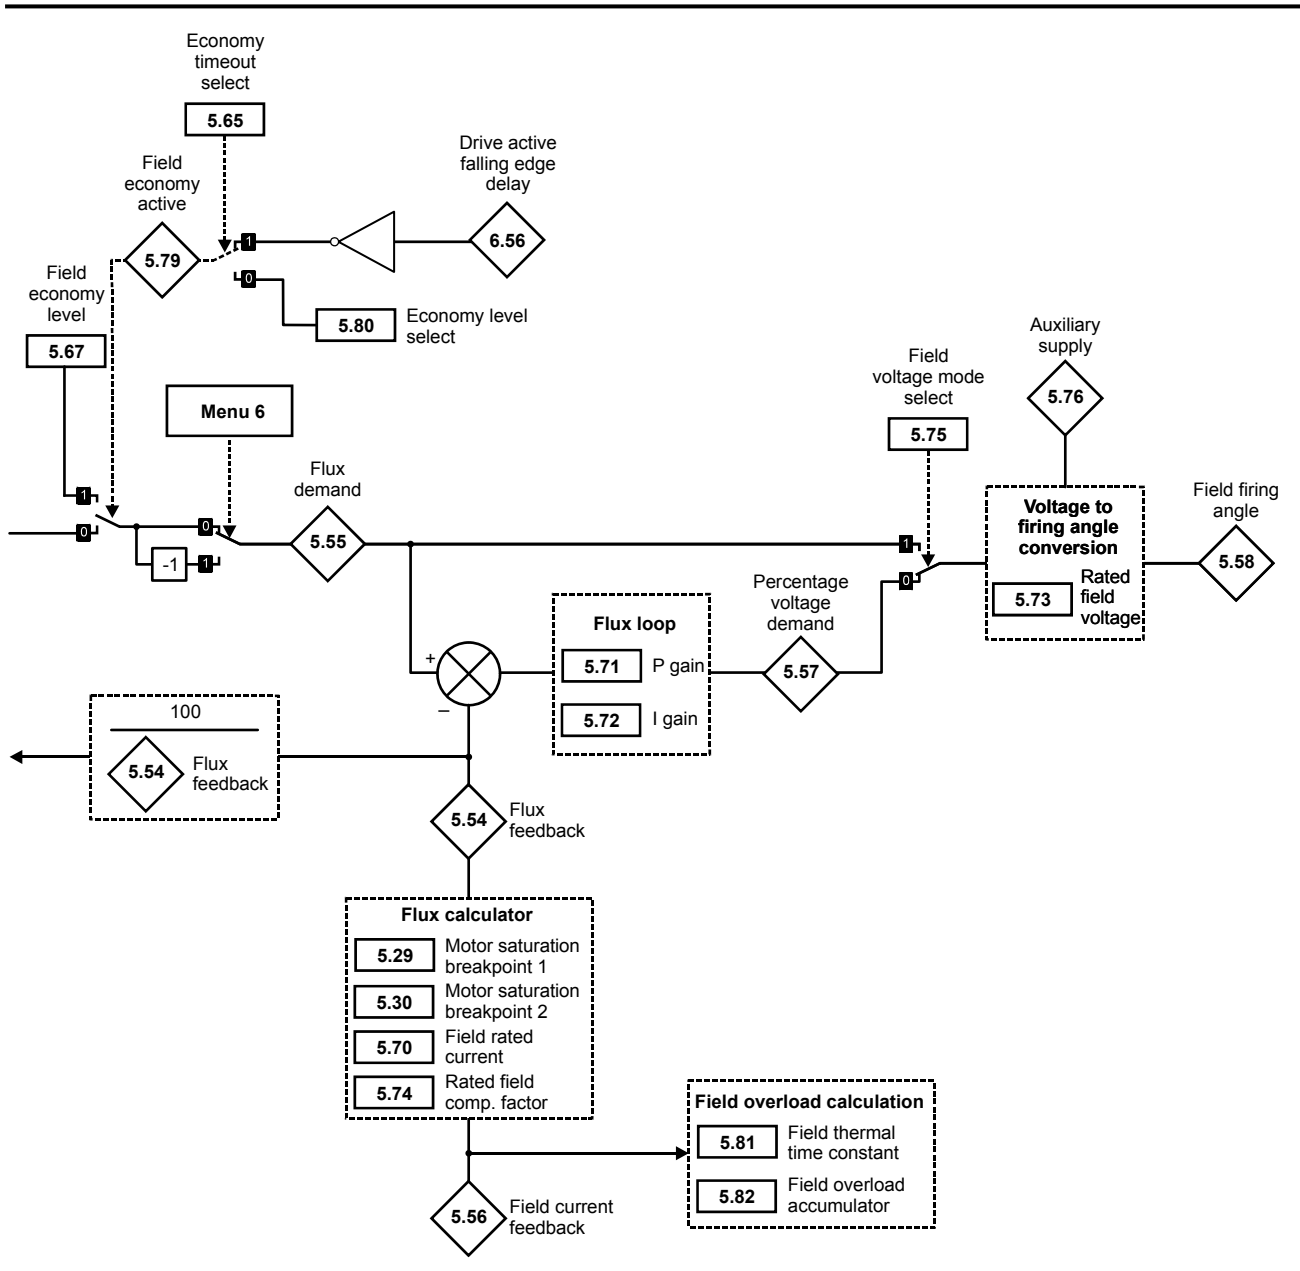 Economy
timeout
select
5.65
Drive active
falling edge
delay
6.56
Field
economy
active
5.79
1
0
5.80
Economy level
select
Field
economy
level
5.67
Menu 6
1
0
0
-1
1
Flux
demand
5.55
Field
voltage mode
select
5.75
Auxiliary
supply
5.76
1
0
Voltage to
firing angle
conversion
5.73
Rated
field
voltage
Field firing
angle
5.58
+
–
Flux loop
5.71
P gain
5.72
I gain
Percentage
voltage
demand
5.57
100
5.54
Flux
feedback
5.54
Flux
feedback
Flux calculator
5.29
Motor saturation
breakpoint 1
5.30
Motor saturation
breakpoint 2
5.70
Field rated
current
5.74
Rated field
comp. factor
Field overload calculation
5.81
Field thermal
time constant
5.82
Field overload
accumulator
5.56
Field current
feedback